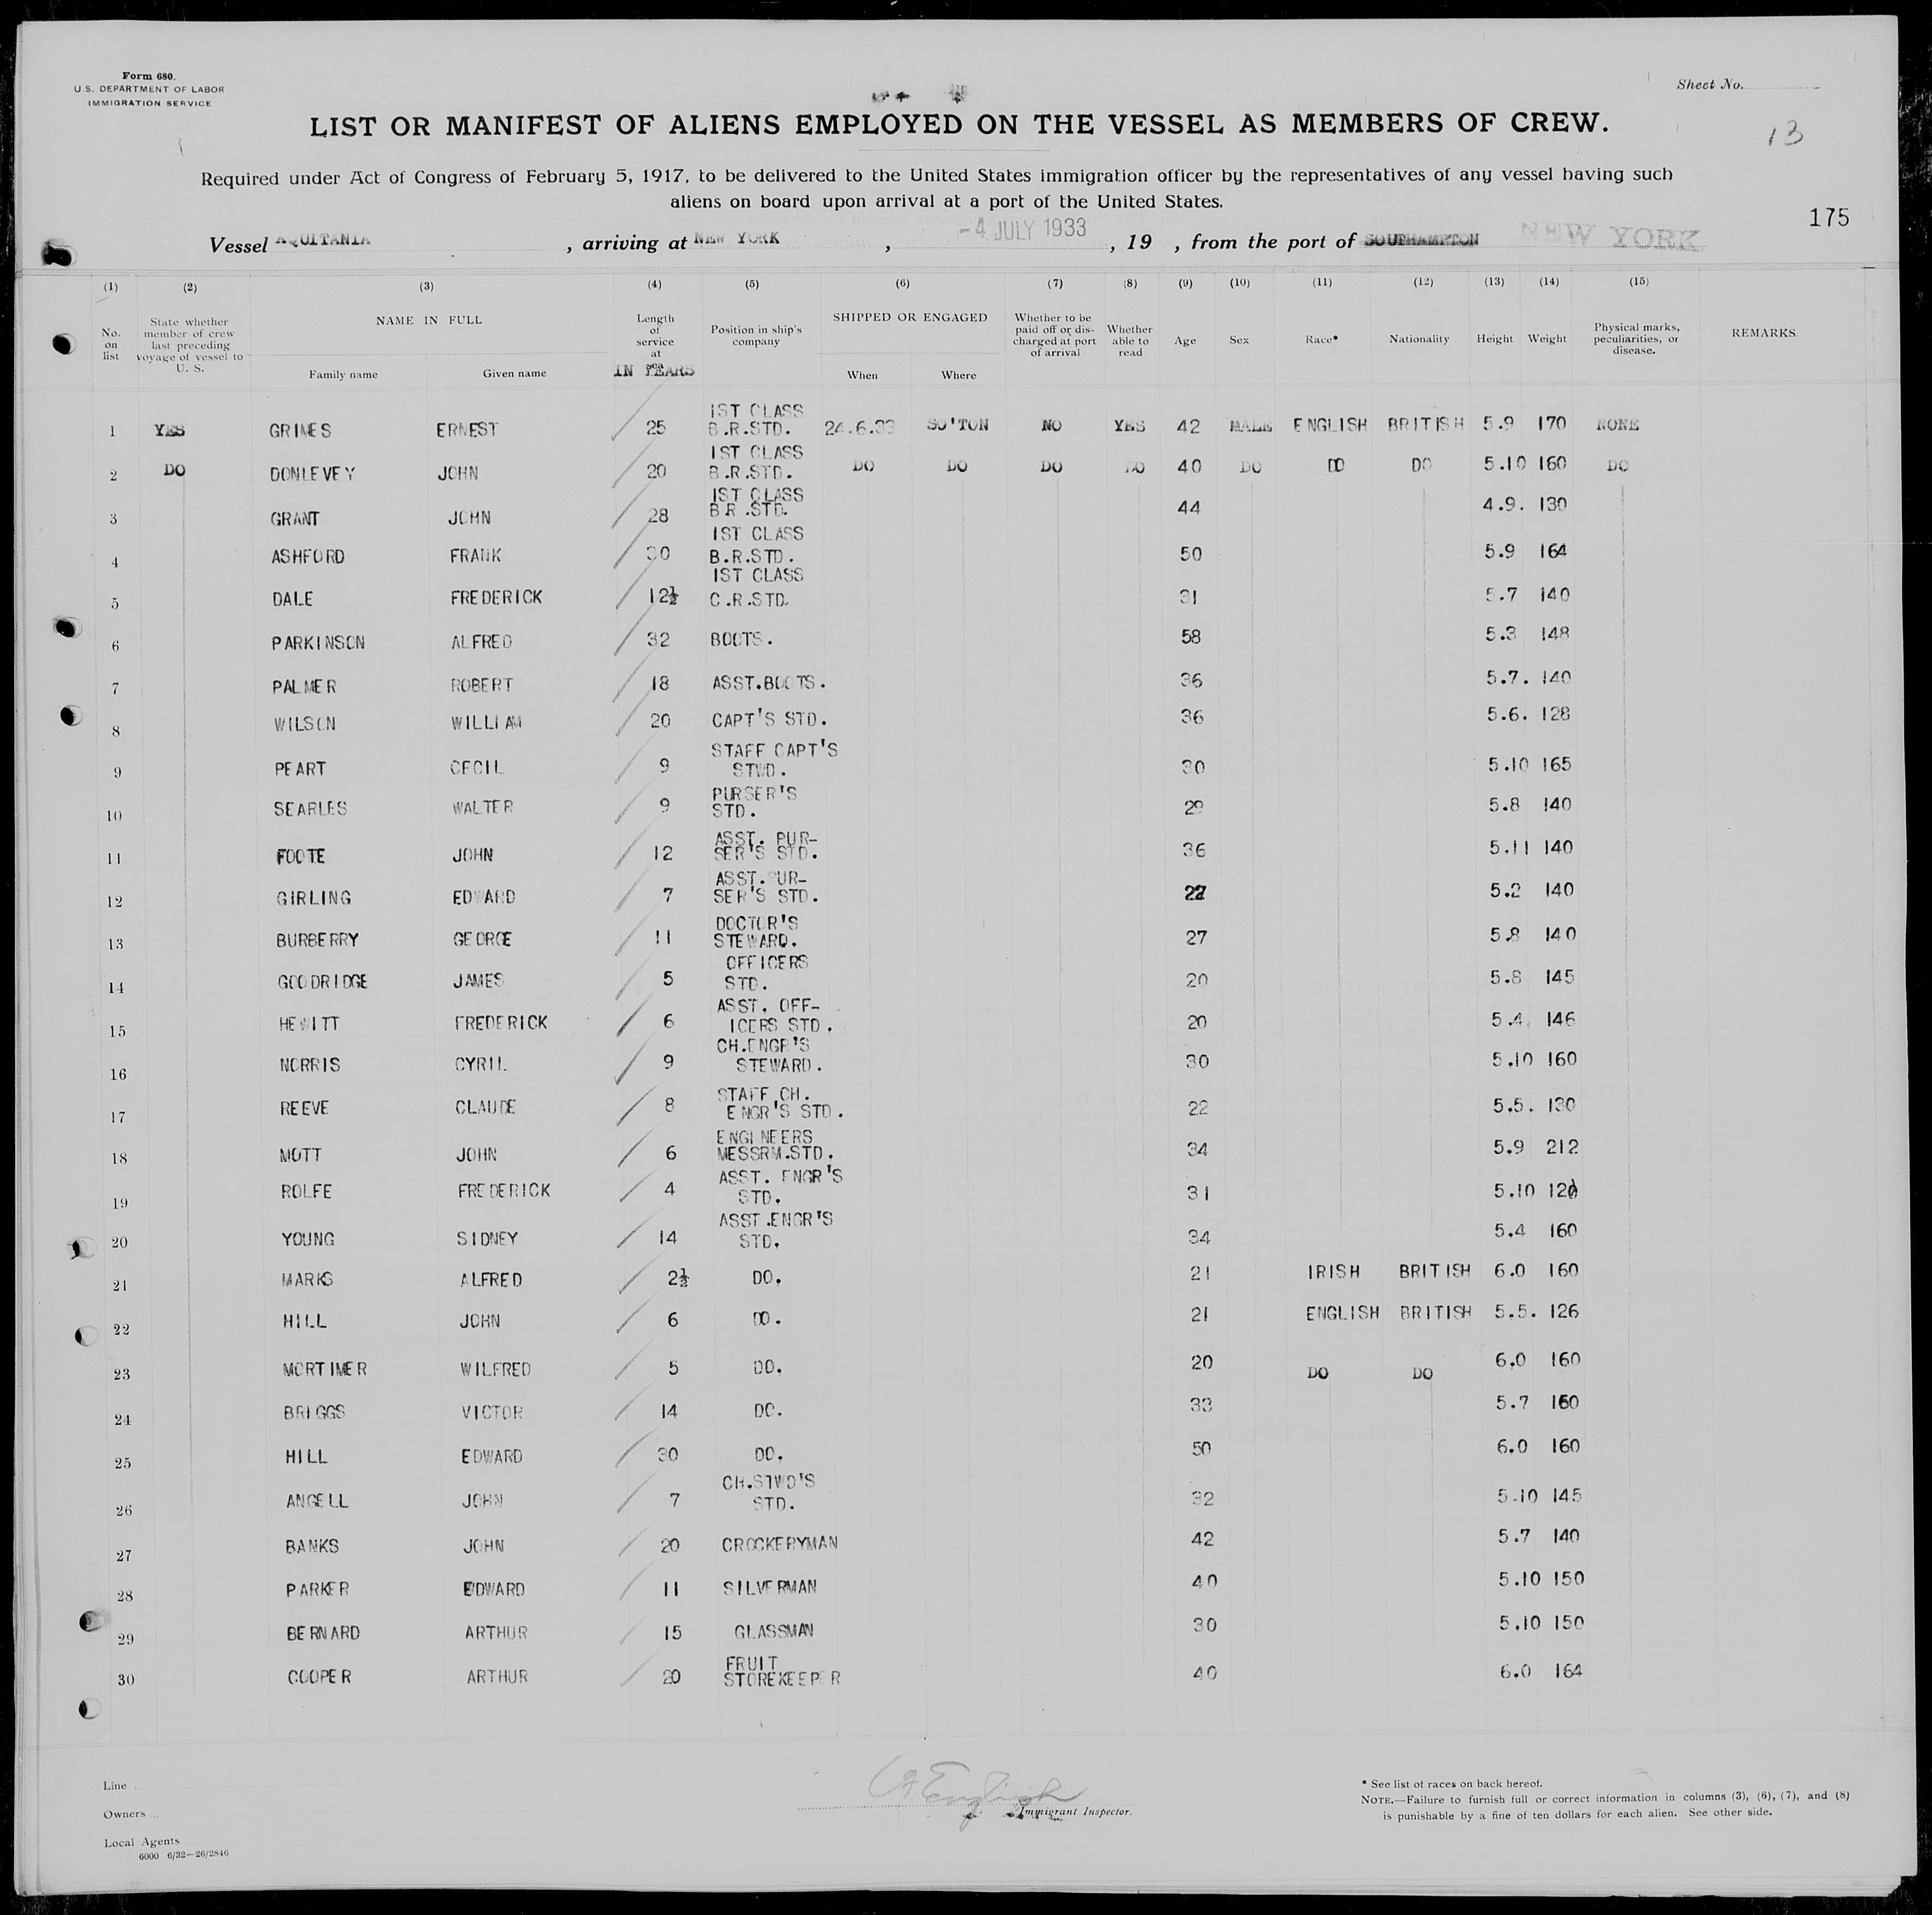 Form 680.
U.S. DEPARTMENT OF LABOR
IMMIGRATION SERVICE
Sheet No.
LIST OR MANIFEST OF ALIENS EMPLOYED ON THE VESSEL AS MEMBERS OF CREW.
13
Required under Act of Congress of February 5, 1917, to be delivered to the United States immigration officer by the representatives of any vessel having such
aliens on board upon arrival at a port of the United States.
175
Vessel AQUITANIA, arriving at NEW YORK, -4 JULY 1933, 19 , from the port of SOUTHAMPTON NEW YORK
(1) (2) (3) (4) (5) (6) (7) (8) (9) (10) (11) (12) (13) (14) (15)
No. on list
State whether member of crew last preceding voyage of vessel to U. S.
NAME IN FULL
Family name Given name
Length of service at sea
IN YEARS
Position in ship's company
SHIPPED OR ENGAGED
When Where
Whether to be paid off or discharged at port of arrival
Whether able to read
Age Sex Race* Nationality Height Weight
Physical marks, peculiarities, or disease.
REMARKS.
1 YES GRIMES ERNEST 25 1ST CLASS B.R.STD. 24.6.33 SO'TON NO YES 42 MALE ENGLISH BRITISH 5.9 170 NONE
2 DO DONLEVEY JOHN 20 1ST CLASS B.R.STD. DO DO DO DO 40 DO DO DO 5.10 160 DO
3 GRANT JOHN 28 1ST CLASS B R .STD. 44 4.9. 130
4 ASHFORD FRANK 30 1ST CLASS B.R.STD. 50 5.9 164
5 DALE FREDERICK 12½ 1ST CLASS C.R.STD. 31 5.7 140
6 PARKINSON ALFRED 32 BOOTS. 58 5.3 148
7 PALMER ROBERT 18 ASST.BOOTS. 36 5.7. 140
8 WILSON WILLIAM 20 CAPT'S STD. 36 5.6. 128
9 PEART CECIL 9 STAFF CAPT'S STWD. 30 5.10 165
10 SEARLES WALTER 9 PURSER'S STD. 29 5.8 140
11 FOOTE JOHN 12 ASST. PUR-SER'S STD. 36 5.11 140
12 GIRLING EDWARD 7 ASST.PUR-SER'S STD. 22 5.2 140
13 BURBERRY GEORGE 11 DOCTOR'S STEWARD. 27 5.8 140
14 GOODRIDGE JAMES 5 OFFICERS STD. 20 5.8 145
15 HEWITT FREDERICK 6 ASST. OFF-ICERS STD. 20 5.4. 146
16 NORRIS CYRIL 9 CH.ENGR'S STEWARD. 30 5.10 160
17 REEVE CLAUDE 8 STAFF CH. ENGR'S STD. 22 5.5. 130
18 MOTT JOHN 6 ENGINEERS MESSRM.STD. 34 5.9 212
19 ROLFE FREDERICK 4 ASST. ENGR'S STD. 31 5.10
20 YOUNG SIDNEY 14 ASST.ENGR'S STD. 34 5.4 160
21 MARKS ALFRED 2½ DO. 21 IRISH BRITISH 6.0 160
22 HILL JOHN 6 DO. 21 ENGLISH BRITISH 5.5. 126
23 MORTIMER WILFRED 5 DO. 20 DO DO 6.0 160
24 BRIGGS VICTOR 14 DO. 33 5.7 160
25 HILL EDWARD 30 DO. 50 6.0 160
26 ANGELL JOHN 7 CH.STWD'S STD. 32 5.10 145
27 BANKS JOHN 20 CROCKERYMAN 42 5.7 140
28 PARKER EDWARD 11 SILVERMAN 40 5.10 150
29 BERNARD ARTHUR 15 GLASSMAN 30 5.10 150
30 COOPER ARTHUR 20 FRUIT STOREKEEPER 40 6.0 164
Line
Owners
Local Agents
6000 6/32—26/2846
English
Immigrant Inspector.
* See list of races on back hereof.
NOTE.—Failure to furnish full or correct information in columns (3), (6), (7), and (8)
is punishable by a fine of ten dollars for each alien. See other side.